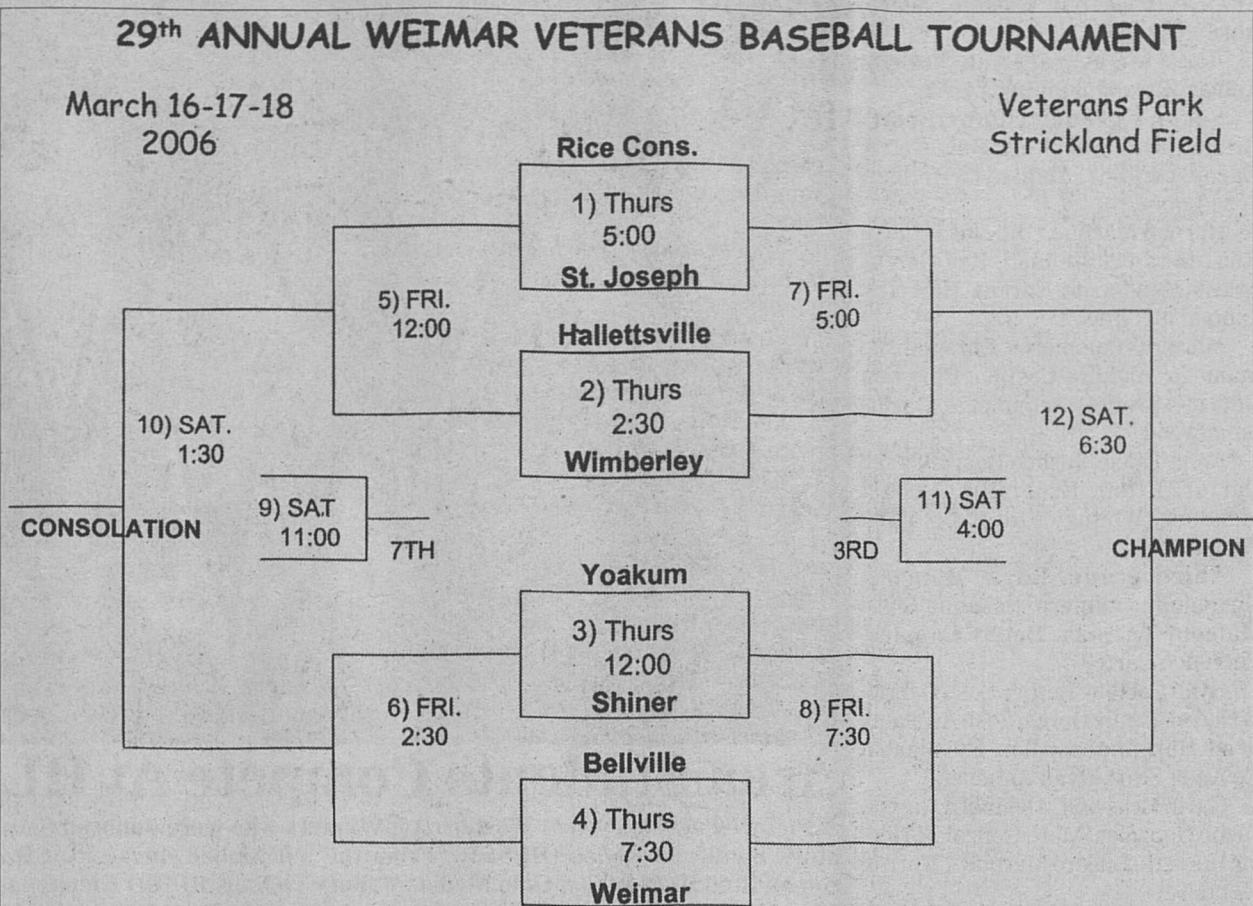 29th ANNUAL WEIMAR VETERANS BASEBALL TOURNAMENT
March 16-17-18
2006
Veterans Park
Strickland Field
Rice Cons.
1) Thurs
5:00
St. Joseph
5) FRI.
12:00
7) FRI.
5:00
Hallettsville
2) Thurs
2:30
Wimberley
10) SAT.
1:30
12) SAT.
6:30
9) SAT
11:00
11) SAT
4:00
CONSOLATION
7TH
3RD
CHAMPION
Yoakum
3) Thurs
12:00
Shiner
6) FRI.
2:30
8) FRI.
7:30
Bellville
4) Thurs
7:30
Weimar